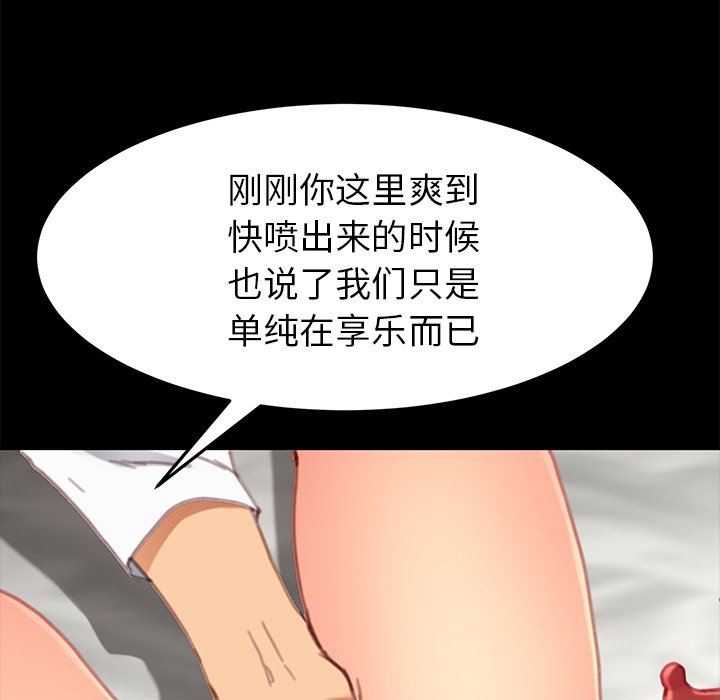 刚刚你这里爽到
快喷出来的时候
也说了我们只是
单纯在享乐而已